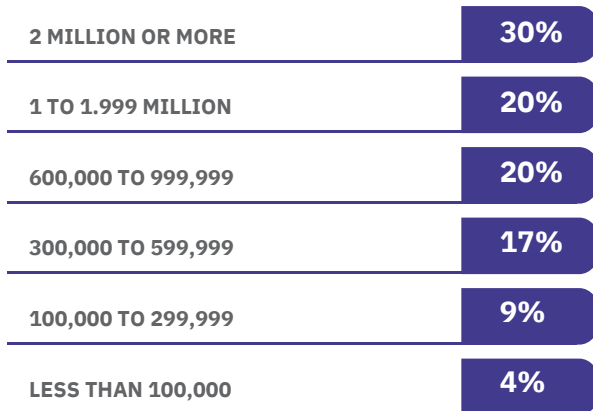 2 MILLION OR MORE 30%
1 TO 1.999 MILLION 20%
600,000 TO 999,999 20%
300,000 TO 599,999 17%
100,000 TO 299,999 9%
LESS THAN 100,000 4%